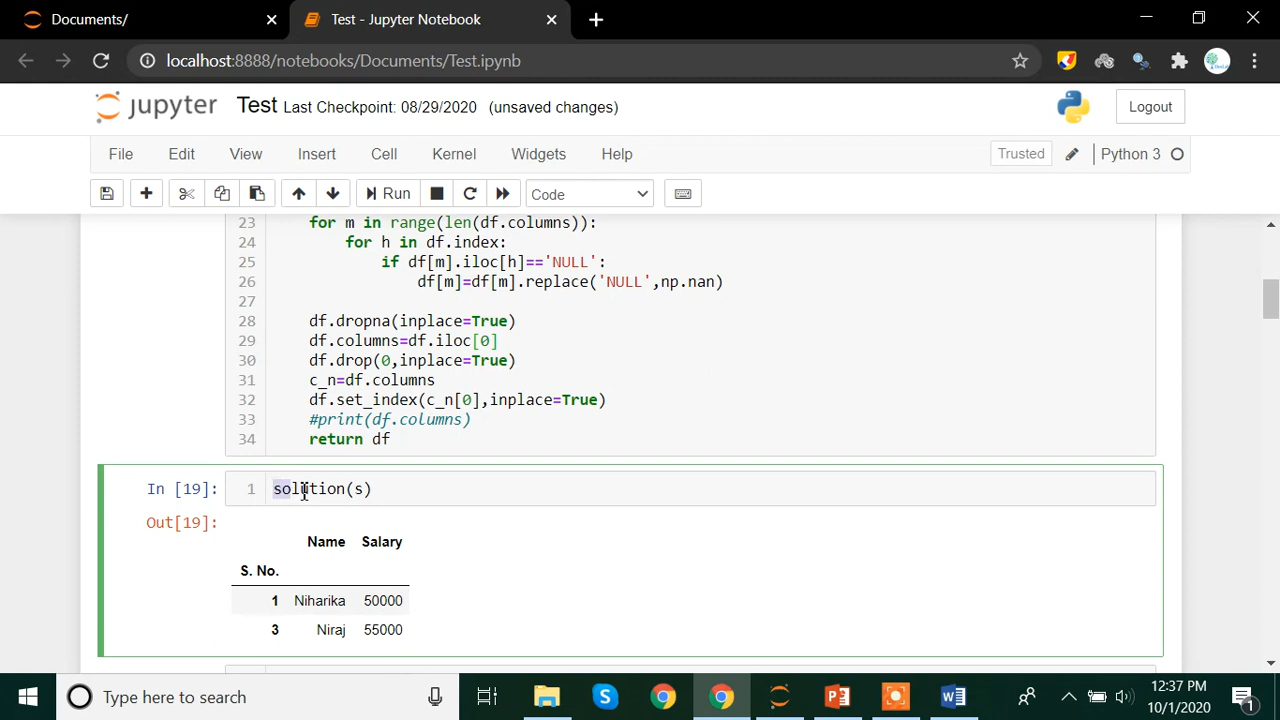 Documents/
Test - Jupyter Notebook
localhost:8888/notebooks/Documents/Test.ipynb
jupyter Test Last Checkpoint: 08/29/2020 (unsaved changes)
Logout
File Edit View Insert Cell Kernel Widgets Help
Trusted Python 3
Run Code
23 for m in range(len(df.columns)):
24 for h in df.index:
25 if df[m].iloc[h]=='NULL':
26 df[m]=df[m].replace('NULL',np.nan)
27
28 df.dropna(inplace=True)
29 df.columns=df.iloc[0]
30 df.drop(0,inplace=True)
31 c_n=df.columns
32 df.set_index(c_n[0],inplace=True)
33 #print(df.columns)
34 return df
In [19]: 1 solution(s)
Out[19]:
Name Salary
S. No.
1 Niharika 50000
3 Niraj 55000
Type here to search
12:37 PM
10/1/2020
1